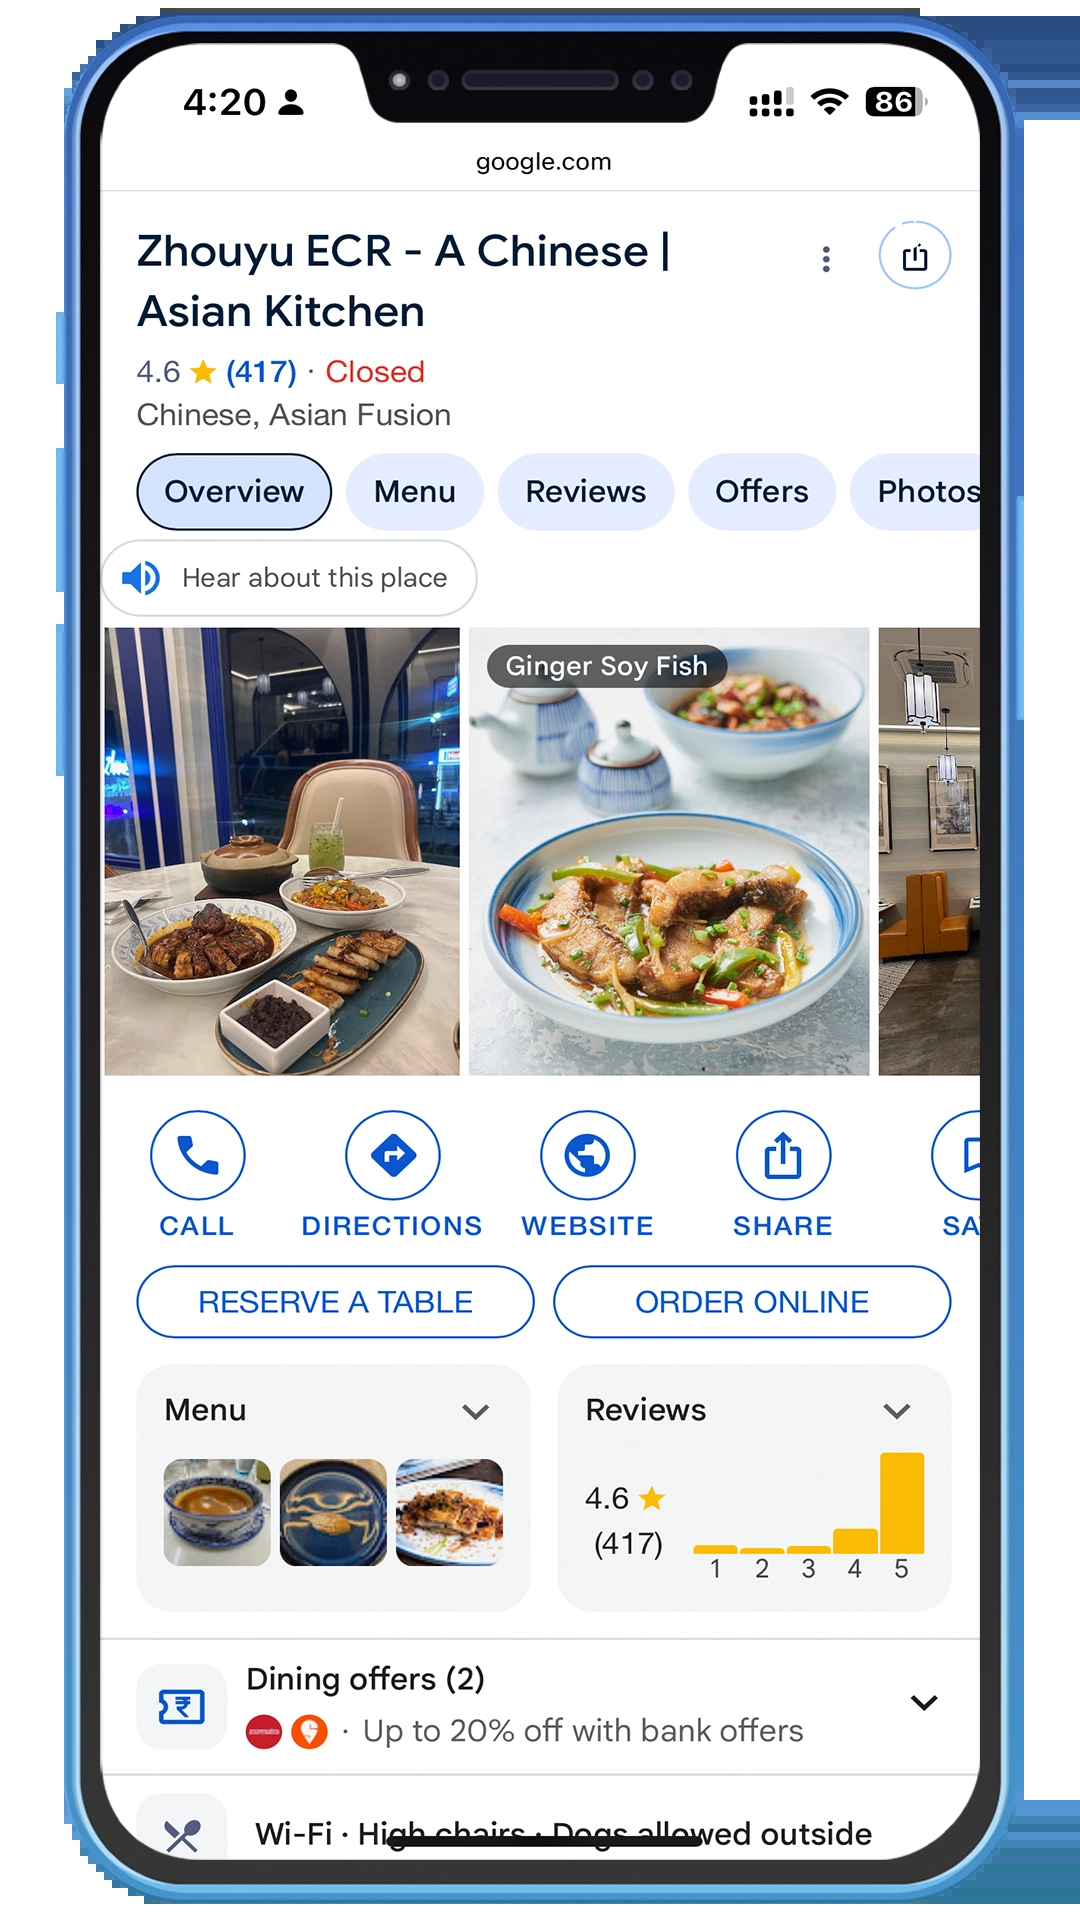 4:20
86
google.com
Zhouyu ECR - A Chinese |
Asian Kitchen
4.6 (417) · Closed
Chinese, Asian Fusion
Overview Menu Reviews Offers Photos
Hear about this place
Ginger Soy Fish
CALL DIRECTIONS WEBSITE SHARE SA
RESERVE A TABLE ORDER ONLINE
Menu
Reviews
4.6
(417)
1 2 3 4 5
Dining offers (2)
zomato · Up to 20% off with bank offers
Wi-Fi · High chairs · Dogs allowed outside